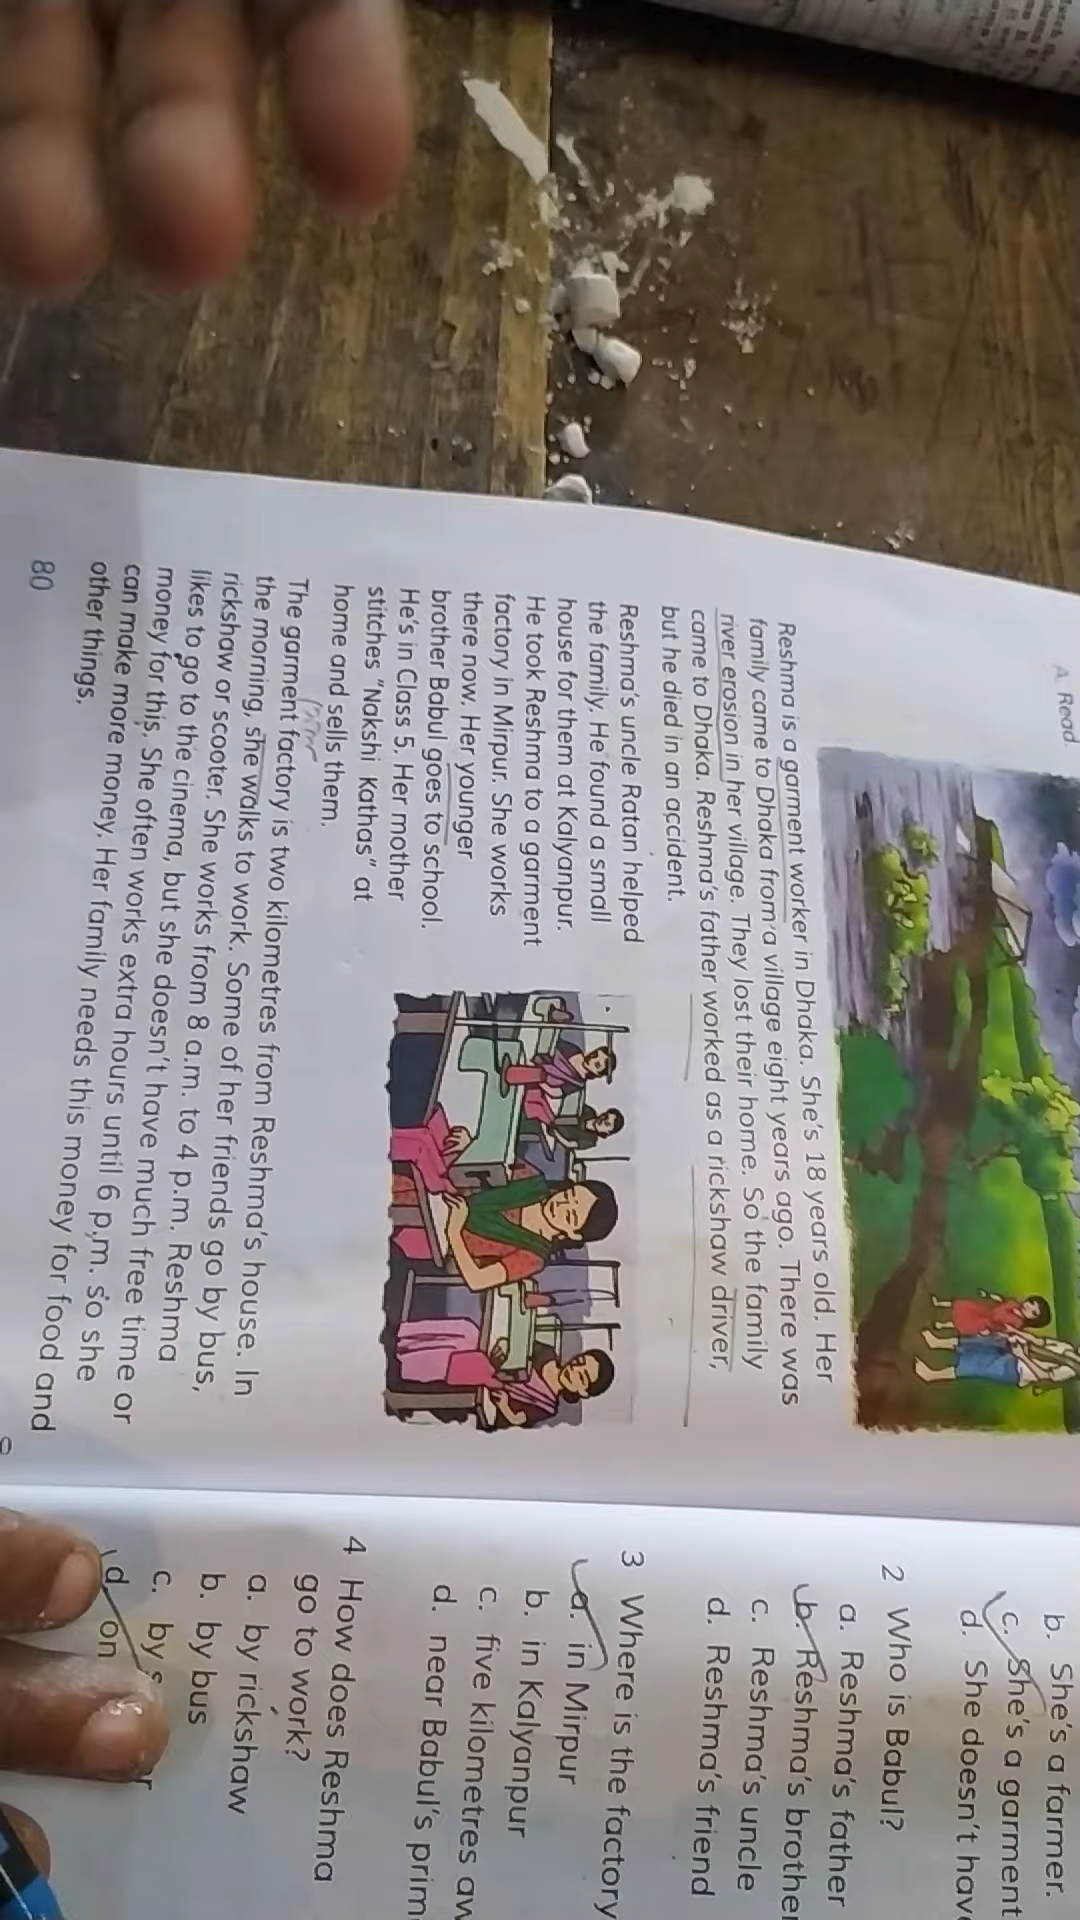 A. Read.
Reshma is a garment worker in Dhaka. She's 18 years old. Her
family came to Dhaka from a village eight years ago. There was
river erosion in her village. They lost their home. So the family
came to Dhaka. Reshma's father worked as a rickshaw driver,
but he died in an accident.
Reshma's uncle Ratan helped
the family. He found a small
house for them at Kalyanpur.
He took Reshma to a garment
factory in Mirpur. She works
there now. Her younger
brother Babul goes to school.
He's in Class 5. Her mother
stitches "Nakshi Kathas" at
home and sells them.
The garment factory is two kilometres from Reshma's house. In
the morning, she walks to work. Some of her friends go by bus,
rickshaw or scooter. She works from 8 a.m. to 4 p.m. Reshma
likes to go to the cinema, but she doesn't have much free time or
money for this. She often works extra hours until 6 p,m. so she
can make more money. Her family needs this money for food and
other things.
80
b. She's a farmer.
c. She's a garment
d. She doesn't hav
2 Who is Babul?
a. Reshma's father
b. Reshma's brother
c. Reshma's uncle
d. Reshma's friend
3 Where is the factory
a. in Mirpur
b. in Kalyanpur
c. five kilometres aw
d. near Babul's prim
4 How does Reshma
go to work?
a. by rickshaw
b. by bus
c. by s
d on